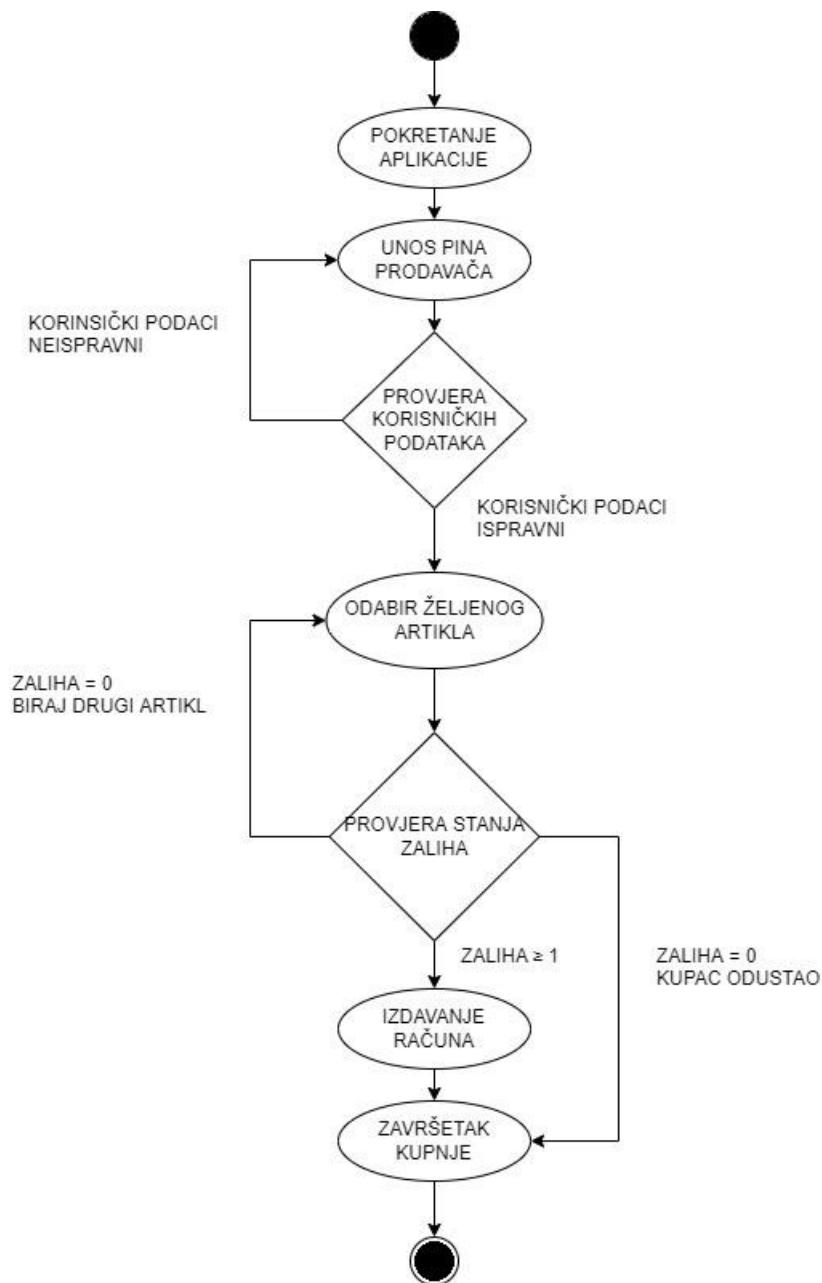 POKRETANJE
APLIKACIJE
UNOS PINA
PRODAVAČA
KORINSIČKI PODACI
NEISPRAVNI
PROVJERA
KORISNIČKIH
PODATAKA
KORISNIČKI PODACI
ISPRAVNI
ODABIR ŽELJENOG
ARTIKLA
ZALIHA = 0
BIRAJ DRUGI ARTIKL
PROVJERA STANJA
ZALIHA
ZALIHA ≥ 1
ZALIHA = 0
KUPAC ODUSTAO
IZDAVANJE
RAČUNA
ZAVRŠETAK
KUPNJE